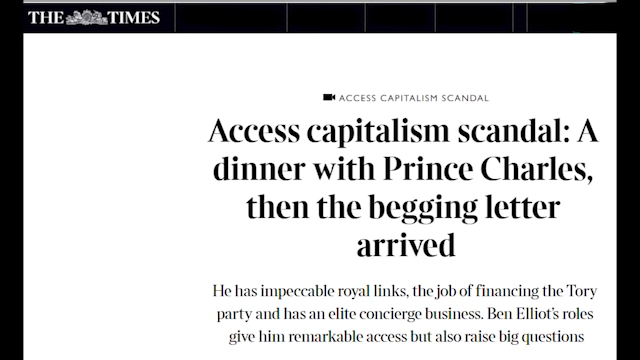 THE TIMES
ACCESS CAPITALISM SCANDAL
Access capitalism scandal: A
dinner with Prince Charles,
then the begging letter
arrived
He has impeccable royal links, the job of financing the Tory
party and has an elite concierge business. Ben Elliot's roles
give him remarkable access but also raise big questions